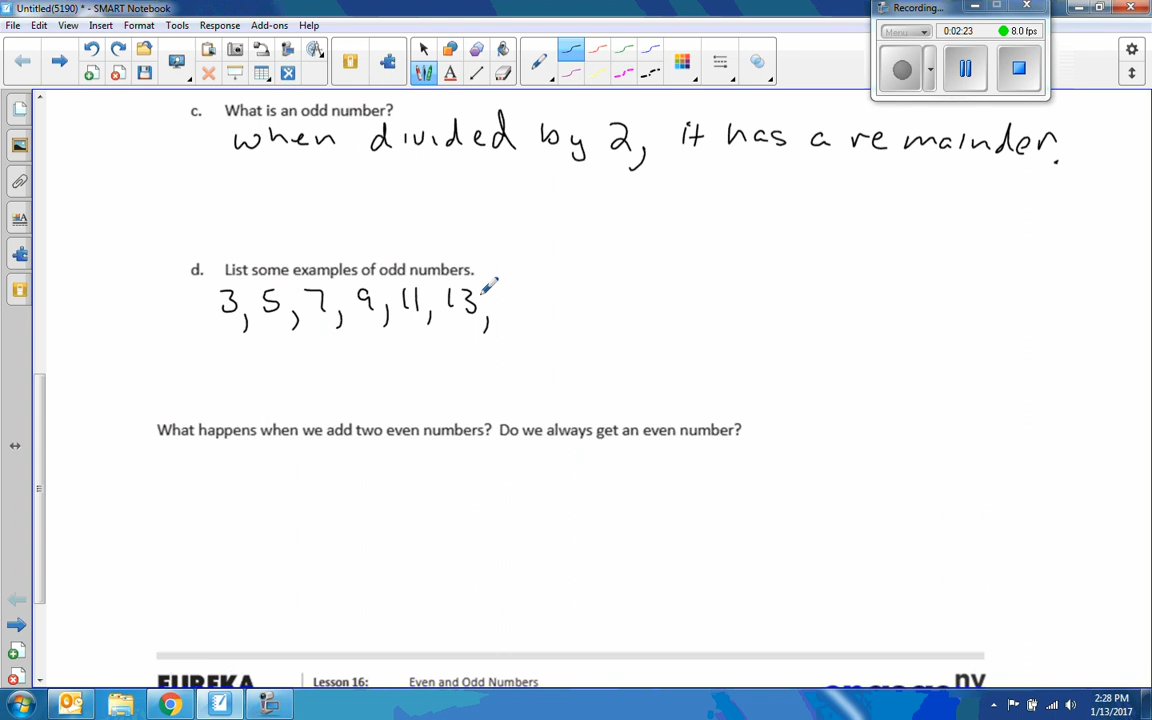 Untitled(5190) * - SMART Notebook
Recording...
File Edit View Insert Format Tools Response Add-ons Help
Menu 0:02:23 8.0 fps
c. What is an odd number?
when divided by 2, it has a remainder.
d. List some examples of odd numbers.
3, 5, 7, 9, 11, 13,
What happens when we add two even numbers? Do we always get an even number?
EUREKA Lesson 16: Even and Odd Numbers ny
2:28 PM
1/13/2017